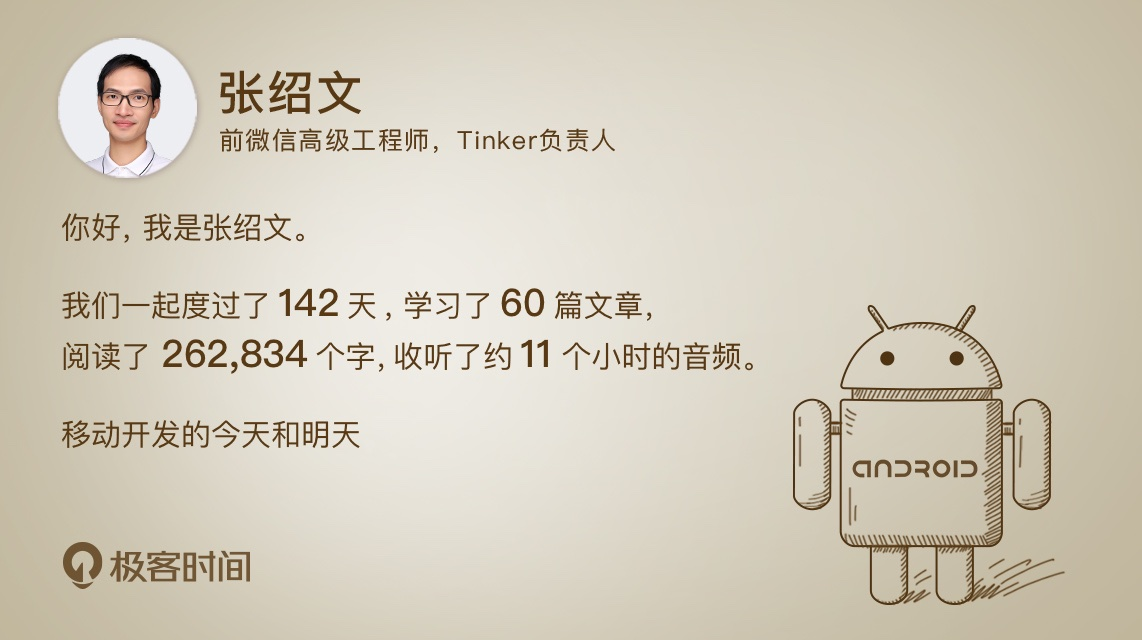 张绍文
前微信高级工程师，Tinker负责人
你好, 我是张绍文。
我们一起度过了 142 天 , 学习了 60 篇文章,
阅读了 262,834 个字, 收听了约 11 个小时的音频。
移动开发的今天和明天
ANDROID
极客时间